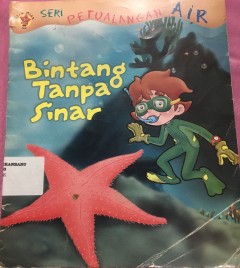 SERI PETUALANGAN AIR
Bintang
Tanpa
Sinar